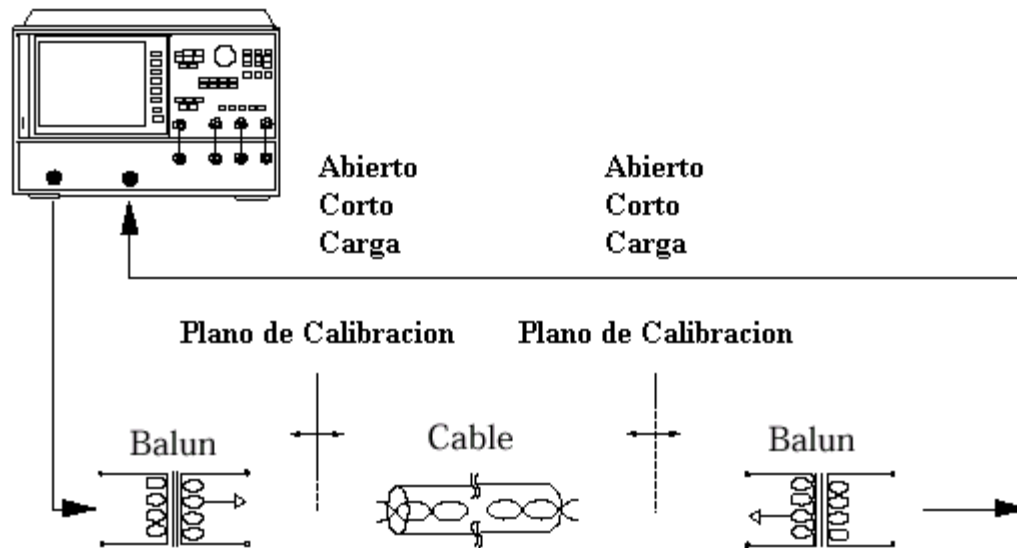 Abierto
Corto
Carga
Abierto
Corto
Carga
Plano de Calibracion
Plano de Calibracion
Balun
Cable
Balun